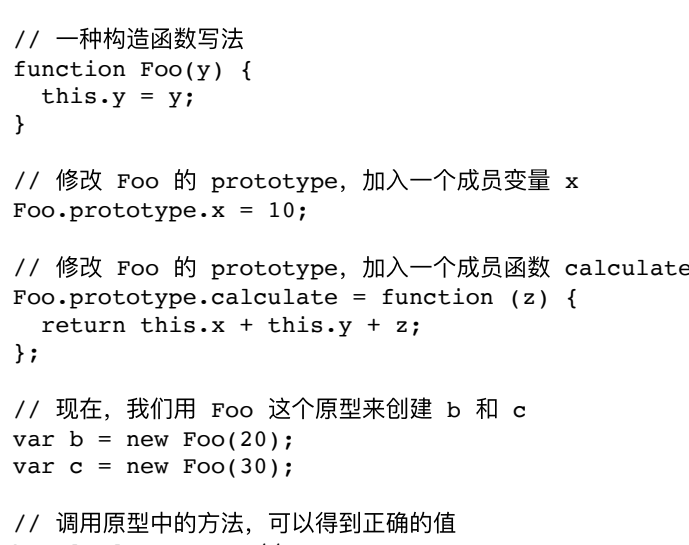 // 一种构造函数写法
function Foo(y) {
  this.y = y;
}
// 修改 Foo 的 prototype，加入一个成员变量 x
Foo.prototype.x = 10;
// 修改 Foo 的 prototype，加入一个成员函数 calculate
Foo.prototype.calculate = function (z) {
  return this.x + this.y + z;
};
// 现在，我们用 Foo 这个原型来创建 b 和 c
var b = new Foo(20);
var c = new Foo(30);
// 调用原型中的方法，可以得到正确的值